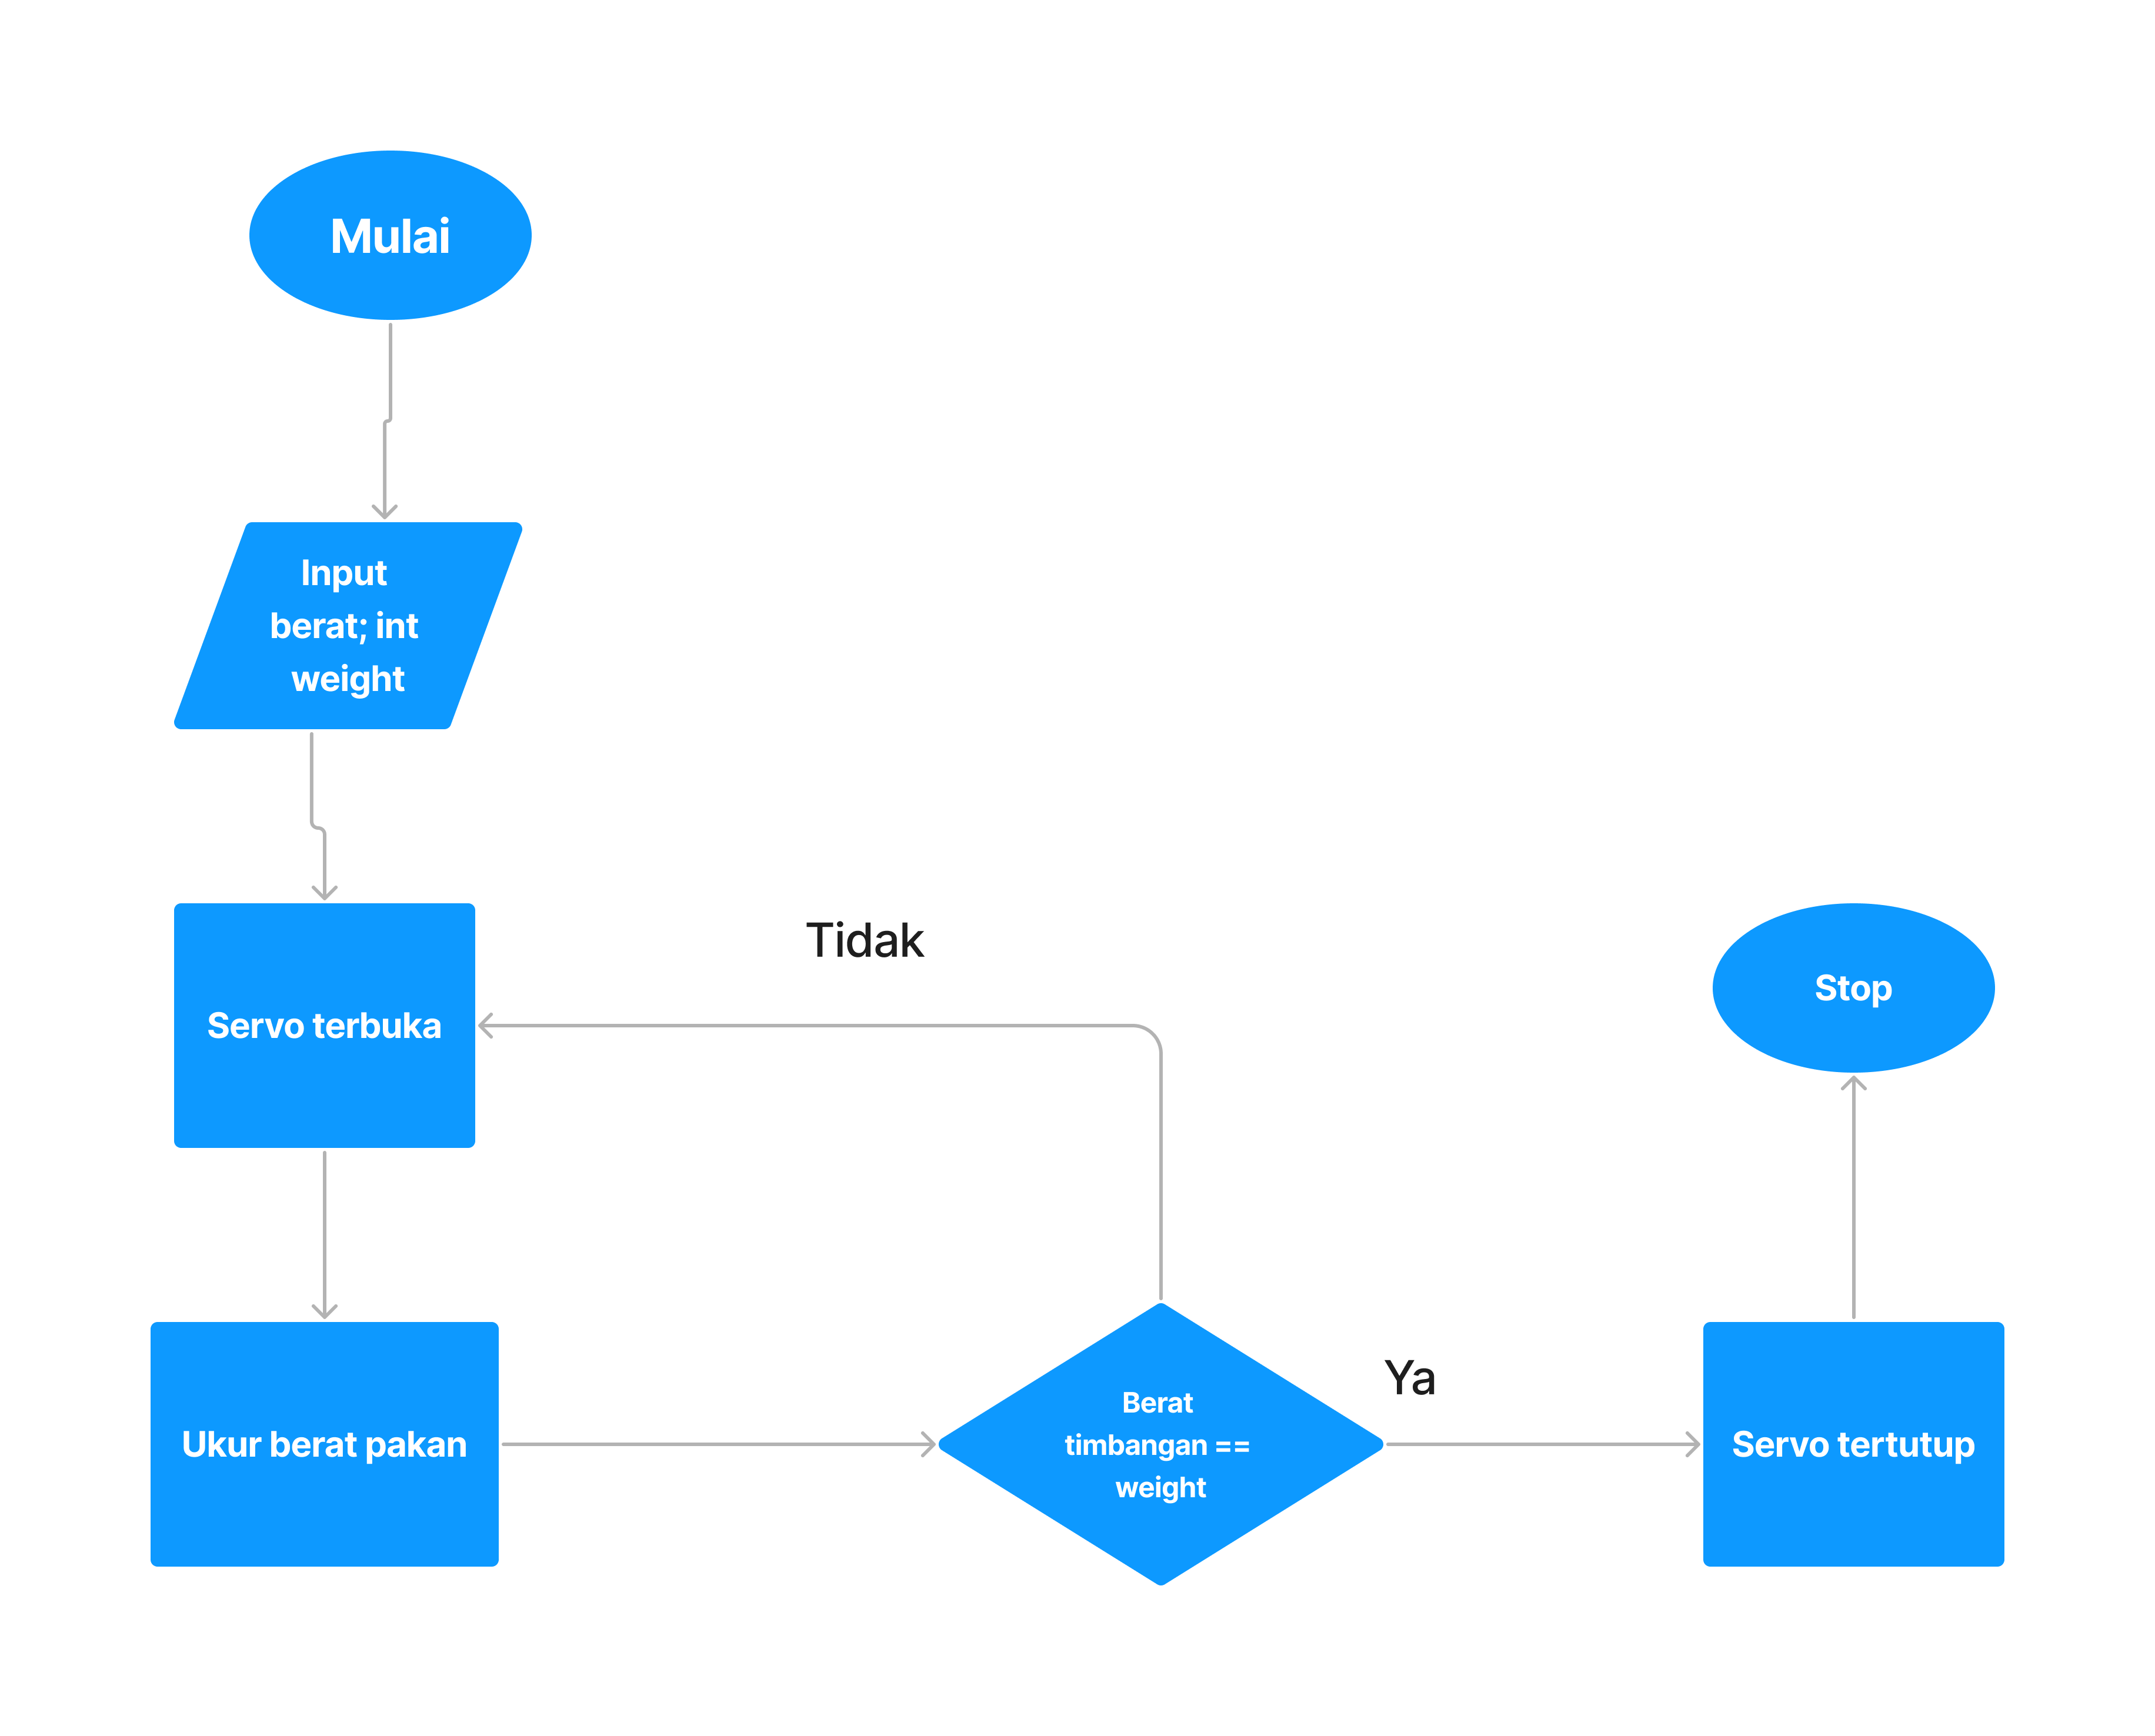 Mulai
Input
berat; int
weight
Tidak
Servo terbuka
Stop
Ya
Ukur berat pakan
Berat
timbangan ==
weight
Servo tertutup